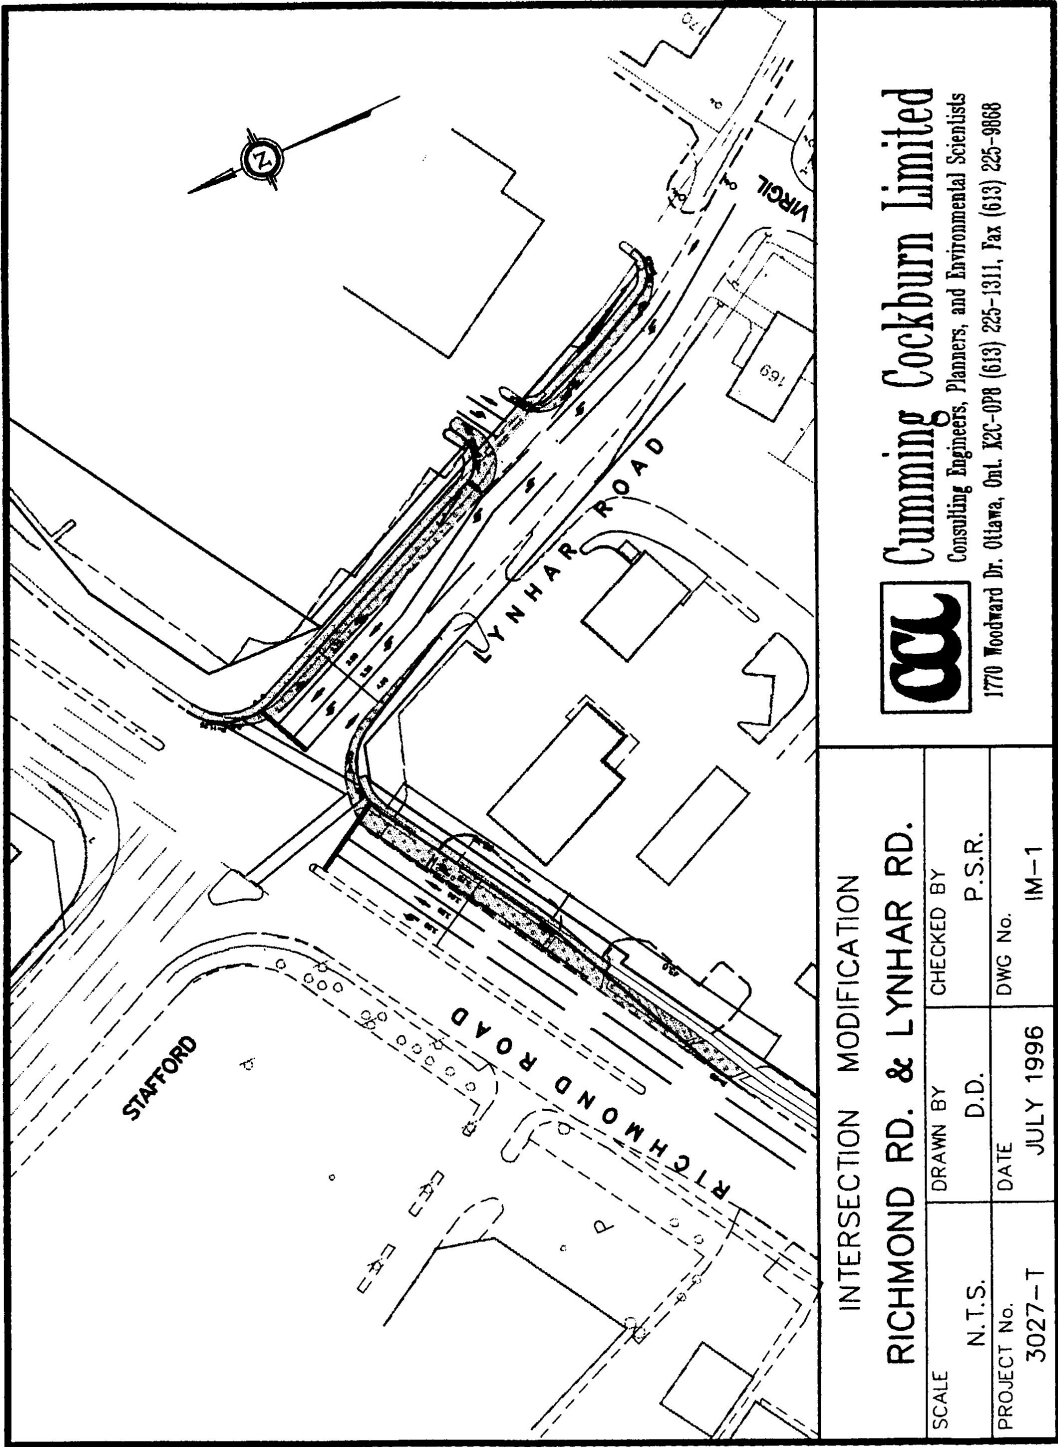 170
VIRGIL
169
LYNHAR ROAD
RICHMOND ROAD
STAFFORD
N
P
P
INTERSECTION MODIFICATION
RICHMOND RD. & LYNHAR RD.
SCALE
N.T.S.
DRAWN BY
D.D.
CHECKED BY
P.S.R.
PROJECT No.
3027-T
DATE
JULY 1996
DWG No.
IM-1
CCL
Cumming Cockburn Limited
Consulting Engineers, Planners, and Environmental Scientists
1770 Woodward Dr. Ottawa, Ont. K2C-0P8 (613) 225-1311, Fax (613) 225-9868